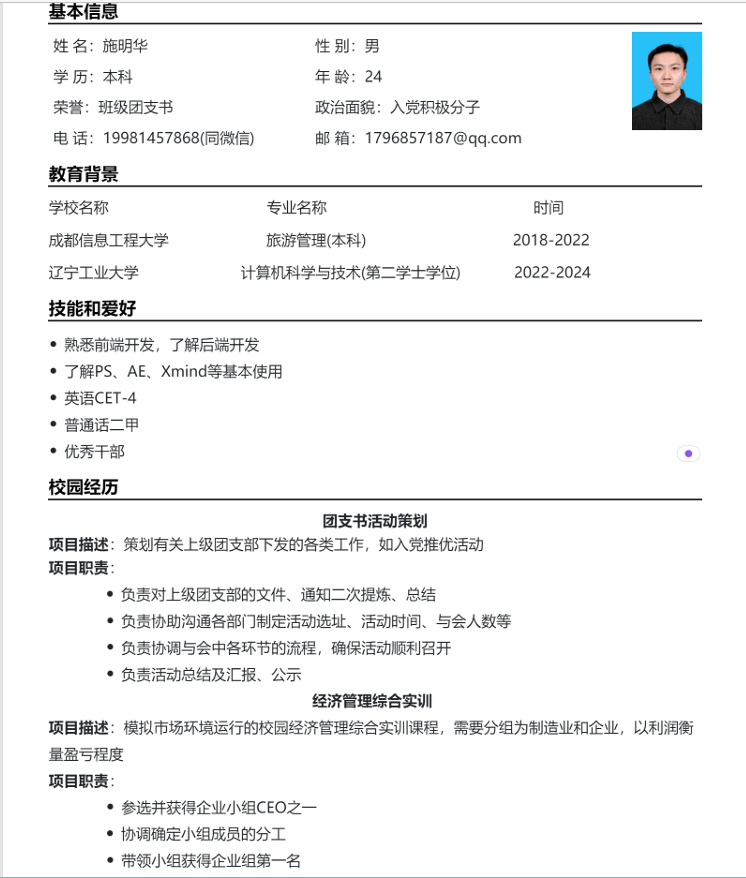 基本信息
姓 名：施明华 性 别：男
学 历：本科 年 龄：24
荣誉：班级团支书 政治面貌：入党积极分子
电 话：19981457868(同微信) 邮 箱：1796857187@qq.com
教育背景
学校名称 专业名称 时间
成都信息工程大学 旅游管理(本科) 2018-2022
辽宁工业大学 计算机科学与技术(第二学士学位) 2022-2024
技能和爱好
• 熟悉前端开发，了解后端开发
• 了解PS、AE、Xmind等基本使用
• 英语CET-4
• 普通话二甲
• 优秀干部
校园经历
团支书活动策划
项目描述：策划有关上级团支部下发的各类工作，如入党推优活动
项目职责：
• 负责对上级团支部的文件、通知二次提炼、总结
• 负责协助沟通各部门制定活动选址、活动时间、与会人数等
• 负责协调与会中各环节的流程，确保活动顺利召开
• 负责活动总结及汇报、公示
经济管理综合实训
项目描述：模拟市场环境运行的校园经济管理综合实训课程，需要分组为制造业和企业，以利润衡
量盈亏程度
项目职责：
• 参选并获得企业小组CEO之一
• 协调确定小组成员的分工
• 带领小组获得企业组第一名